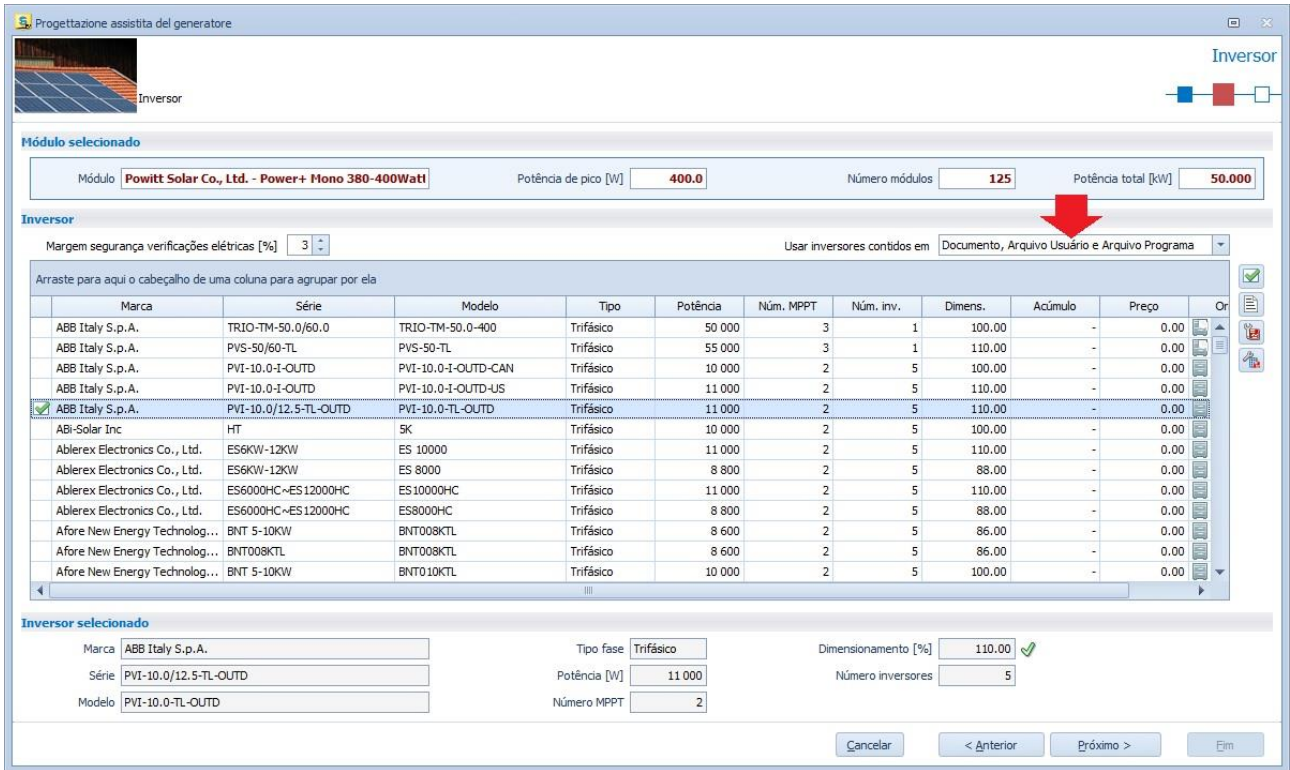 Progettazione assistita del generatore
Inversor
Inversor
Módulo selecionado
Módulo Powitt Solar Co., Ltd. - Power+ Mono 380-400Watt Potência de pico [W] 400.0 Número módulos 125 Potência total [kW] 50.000
Inversor
Margem segurança verificações elétricas [%] 3 Usar inversores contidos em Documento, Arquivo Usuário e Arquivo Programa
Arraste para aqui o cabeçalho de uma coluna para agrupar por ela
Marca Série Modelo Tipo Potência Núm. MPPT Núm. inv. Dimens. Acúmulo Preço Or
ABB Italy S.p.A. TRIO-TM-50.0/60.0 TRIO-TM-50.0-400 Trifásico 50 000 3 1 100.00 - 0.00
ABB Italy S.p.A. PVS-50/60-TL PVS-50-TL Trifásico 55 000 3 1 110.00 - 0.00
ABB Italy S.p.A. PVI-10.0-I-OUTD PVI-10.0-I-OUTD-CAN Trifásico 10 000 2 5 100.00 - 0.00
ABB Italy S.p.A. PVI-10.0-I-OUTD PVI-10.0-I-OUTD-US Trifásico 11 000 2 5 110.00 - 0.00
ABB Italy S.p.A. PVI-10.0/12.5-TL-OUTD PVI-10.0-TL-OUTD Trifásico 11 000 2 5 110.00 - 0.00
ABi-Solar Inc HT 5K Trifásico 10 000 2 5 100.00 - 0.00
Ablerex Electronics Co., Ltd. ES6KW-12KW ES 10000 Trifásico 11 000 2 5 110.00 - 0.00
Ablerex Electronics Co., Ltd. ES6KW-12KW ES 8000 Trifásico 8 800 2 5 88.00 - 0.00
Ablerex Electronics Co., Ltd. ES6000HC~ES12000HC ES10000HC Trifásico 11 000 2 5 110.00 - 0.00
Ablerex Electronics Co., Ltd. ES6000HC~ES12000HC ES8000HC Trifásico 8 800 2 5 88.00 - 0.00
Afore New Energy Technolog... BNT 5-10KW BNT008KTL Trifásico 8 600 2 5 86.00 - 0.00
Afore New Energy Technolog... BNT008KTL BNT008KTL Trifásico 8 600 2 5 86.00 - 0.00
Afore New Energy Technolog... BNT 5-10KW BNT010KTL Trifásico 10 000 2 5 100.00 - 0.00
Inversor selecionado
Marca ABB Italy S.p.A. Tipo fase Trifásico Dimensionamento [%] 110.00
Série PVI-10.0/12.5-TL-OUTD Potência [W] 11 000 Número inversores 5
Modelo PVI-10.0-TL-OUTD Número MPPT 2
Cancelar < Anterior Próximo > Fim